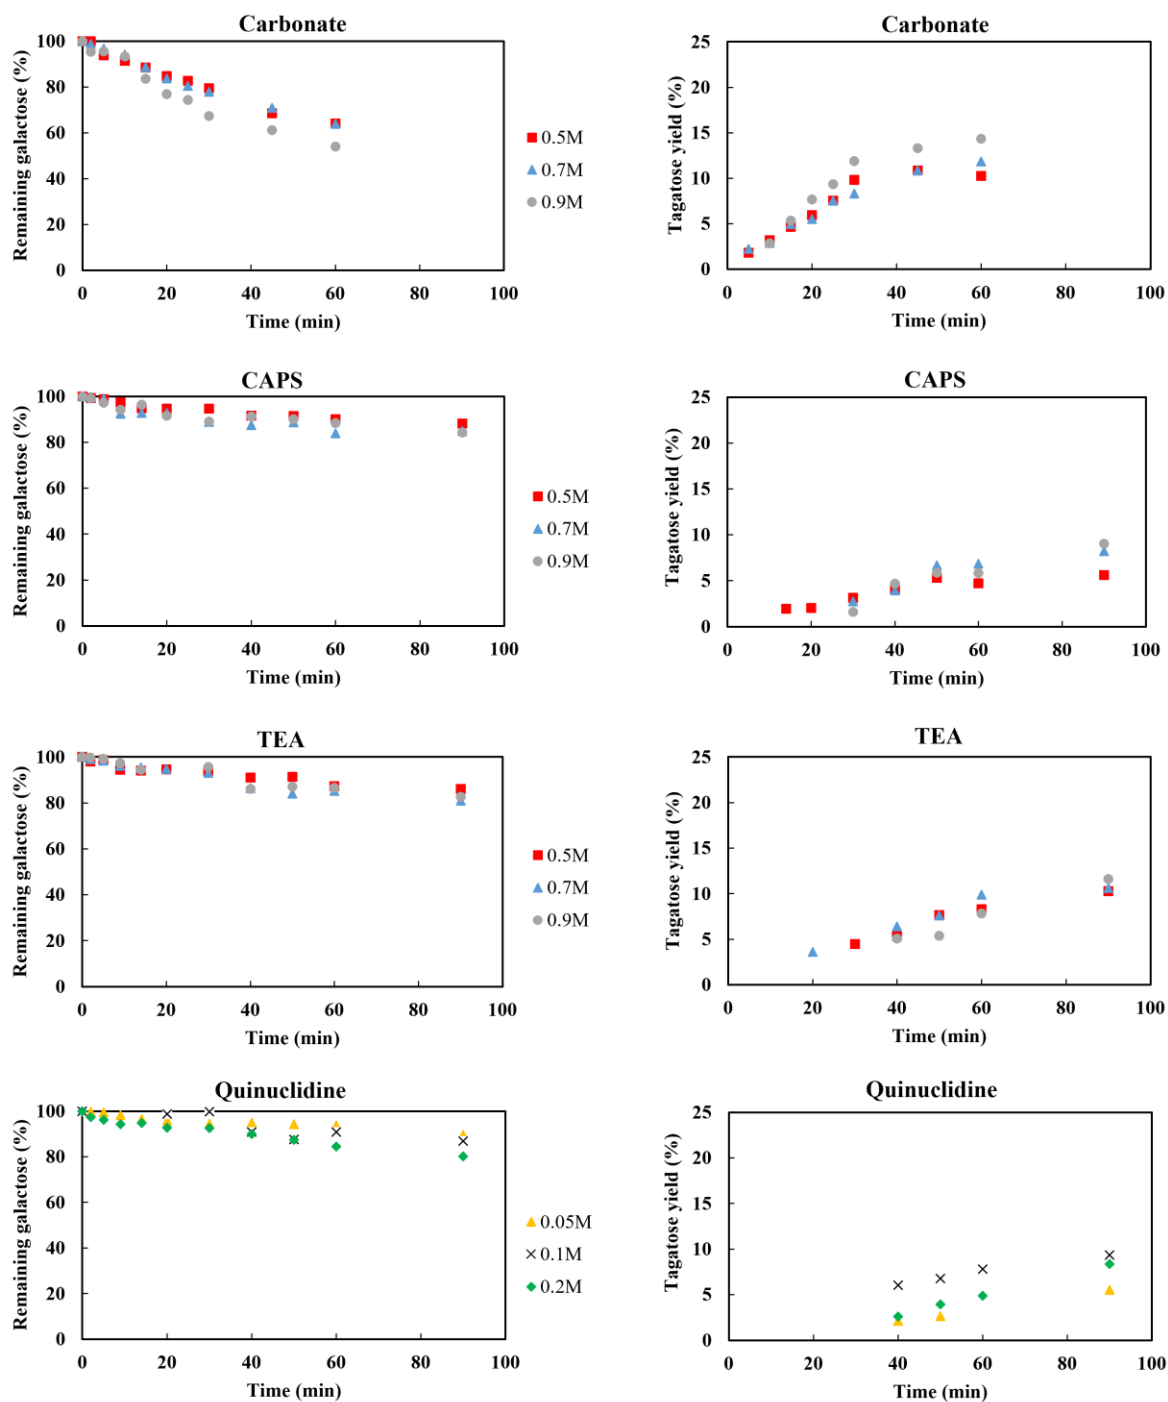 Carbonate
Remaining galactose (%)
100
80
60
40
20
0
0 20 40 60 80 100
Time (min)
0.5M
0.7M
0.9M
Carbonate
Tagatose yield (%)
25
20
15
10
5
0
0 20 40 60 80 100
Time (min)
CAPS
Remaining galactose (%)
100
80
60
40
20
0
0 20 40 60 80 100
Time (min)
0.5M
0.7M
0.9M
CAPS
Tagatose yield (%)
25
20
15
10
5
0
0 20 40 60 80 100
Time (min)
TEA
Remaining galactose (%)
100
80
60
40
20
0
0 20 40 60 80 100
Time (min)
0.5M
0.7M
0.9M
TEA
Tagatose yield (%)
25
20
15
10
5
0
0 20 40 60 80 100
Time (min)
Quinuclidine
Remaining galactose (%)
100
80
60
40
20
0
0 20 40 60 80 100
Time (min)
0.05M
0.1M
0.2M
Quinuclidine
Tagatose yield (%)
25
20
15
10
5
0
0 20 40 60 80 100
Time (min)